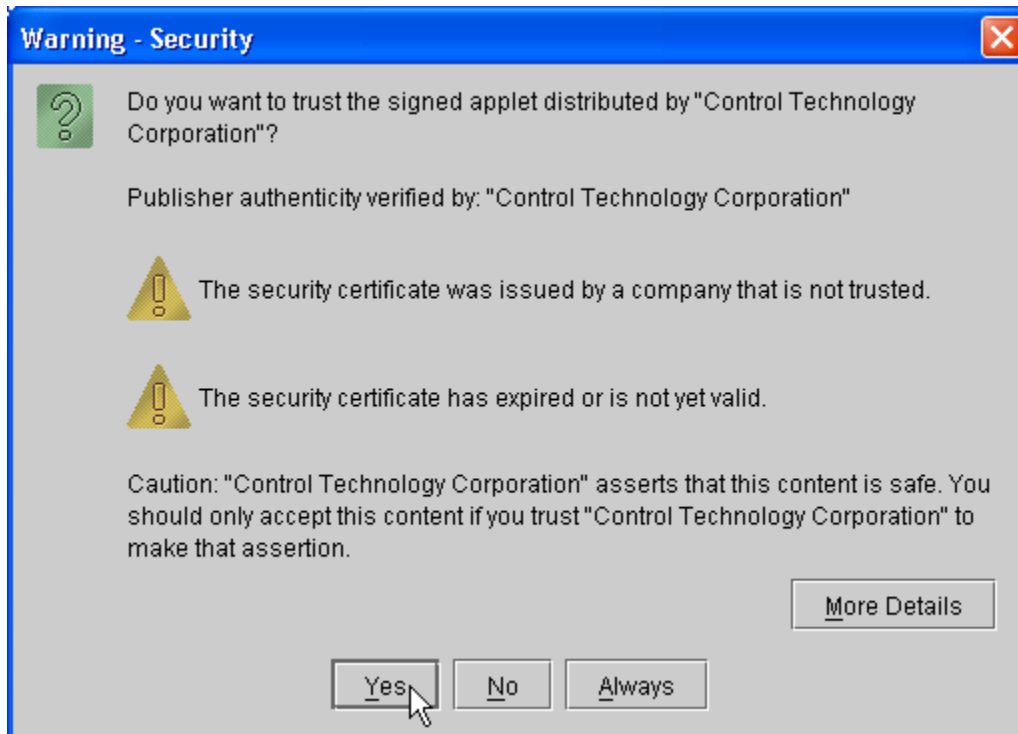 Warning - Security
Do you want to trust the signed applet distributed by "Control Technology
Corporation"?
Publisher authenticity verified by: "Control Technology Corporation"
The security certificate was issued by a company that is not trusted.
The security certificate has expired or is not yet valid.
Caution: "Control Technology Corporation" asserts that this content is safe. You
should only accept this content if you trust "Control Technology Corporation" to
make that assertion.
More Details
Yes No Always